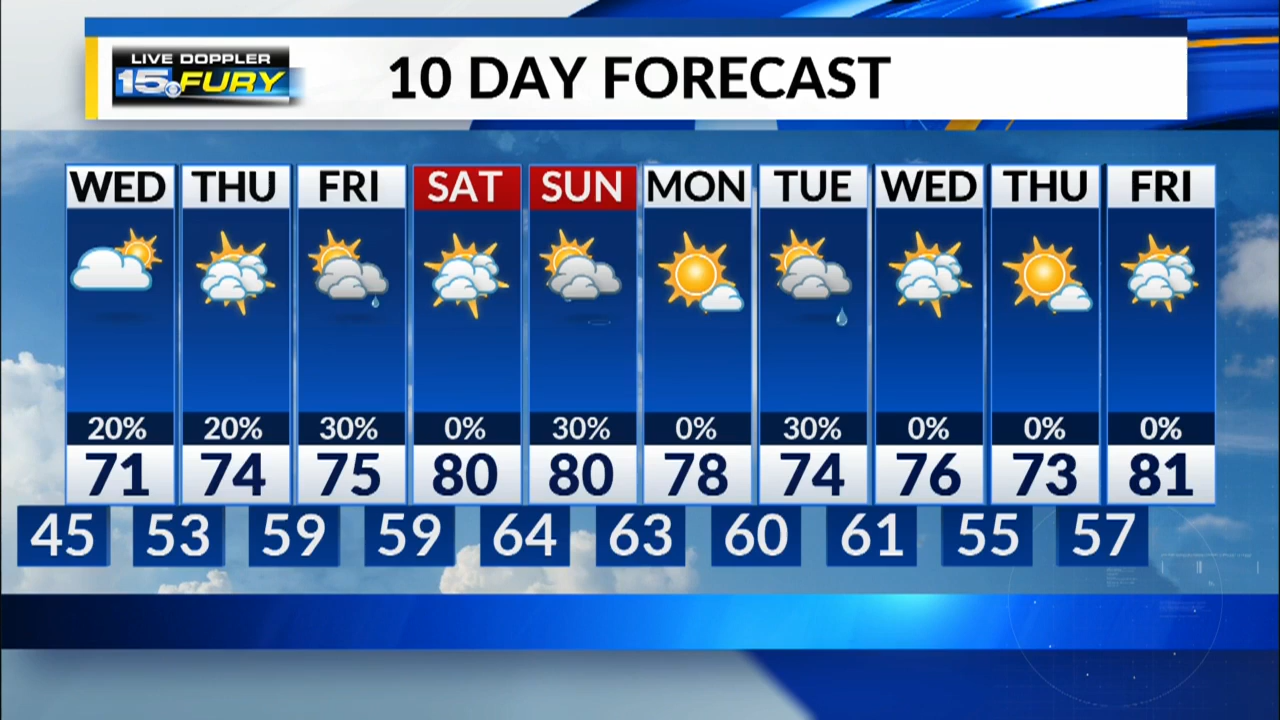 LIVE DOPPLER
15 FURY
10 DAY FORECAST
WED THU FRI SAT SUN MON TUE WED THU FRI
20% 20% 30% 0% 30% 0% 30% 0% 0% 0%
71 74 75 80 80 78 74 76 73 81
45 53 59 59 64 63 60 61 55 57